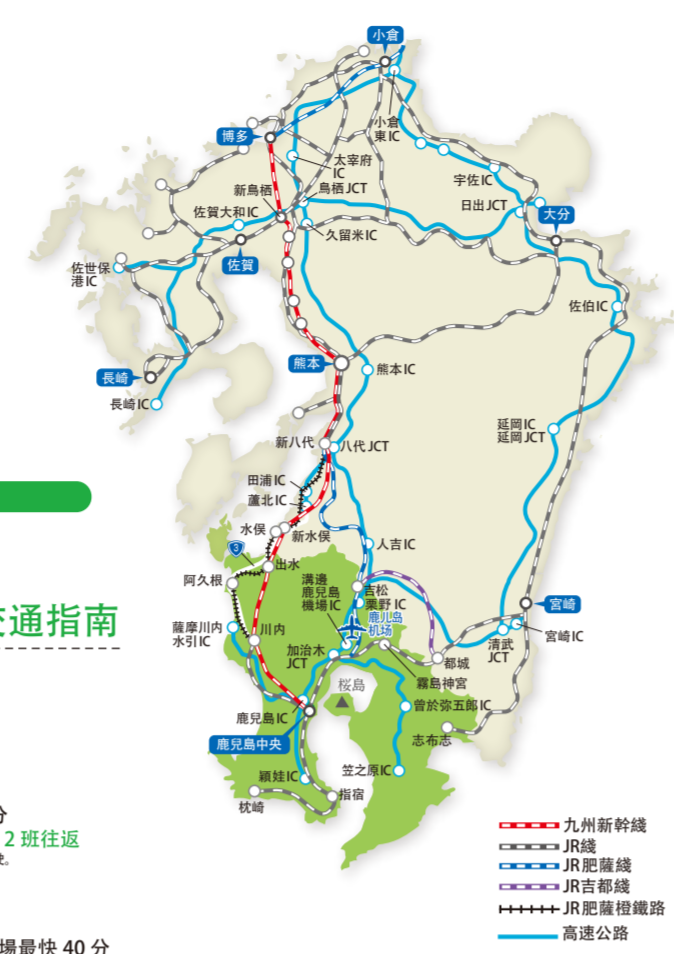 小倉
小倉
東IC
博多
太宰府
IC
新鳥栖
鳥栖JCT
宇佐IC
佐賀大和IC
日出JCT
大分
久留米IC
佐賀
佐世保
港IC
佐伯IC
熊本
熊本IC
長崎
長崎IC
延岡IC
延岡JCT
新八代
八代JCT
田浦IC
蘆北IC
水俣
新水俣
3
人吉IC
出水
阿久根
溝邊
鹿兒島
機場IC
吉松
栗野IC
鹿儿岛
机场
宮崎
交通指南
薩摩川内
水引IC
川内
清武
JCT
宮崎IC
加治木
JCT
都城
霧島神宮
桜島
鹿兒島IC
曽於弥五郎IC
鹿兒島中央
志布志
笠之原IC
穎娃IC
枕崎
指宿
分
2班往返
九州新幹綫
JR綫
JR肥薩綫
JR吉都綫
JR肥薩橙鐵路
高速公路
場最快 40 分